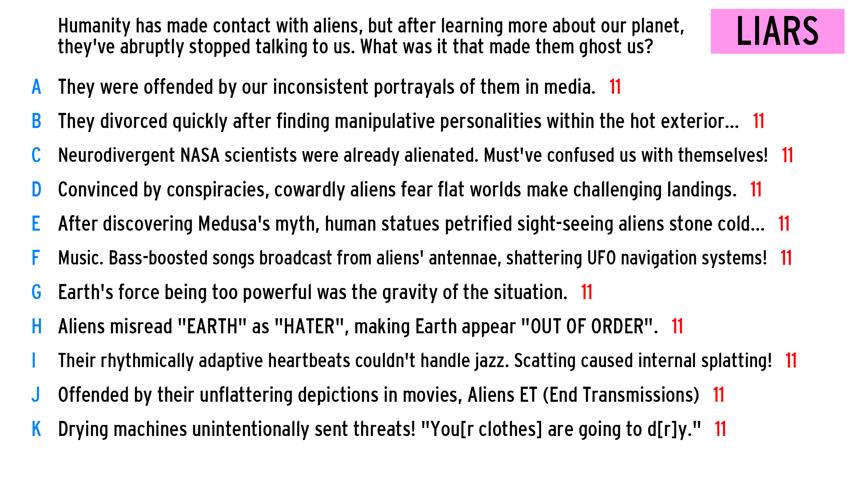 Humanity has made contact with aliens, but after learning more about our planet,
they've abruptly stopped talking to us. What was it that made them ghost us?
LIARS
A They were offended by our inconsistent portrayals of them in media. 11
B They divorced quickly after finding manipulative personalities within the hot exterior... 11
C Neurodivergent NASA scientists were already alienated. Must've confused us with themselves! 11
D Convinced by conspiracies, cowardly aliens fear flat worlds make challenging landings. 11
E After discovering Medusa's myth, human statues petrified sight-seeing aliens stone cold... 11
F Music. Bass-boosted songs broadcast from aliens' antennae, shattering UFO navigation systems! 11
G Earth's force being too powerful was the gravity of the situation. 11
H Aliens misread "EARTH" as "HATER", making Earth appear "OUT OF ORDER". 11
I Their rhythmically adaptive heartbeats couldn't handle jazz. Scatting caused internal splatting! 11
J Offended by their unflattering depictions in movies, Aliens ET (End Transmissions) 11
K Drying machines unintentionally sent threats! "You[r clothes] are going to d[r]y." 11